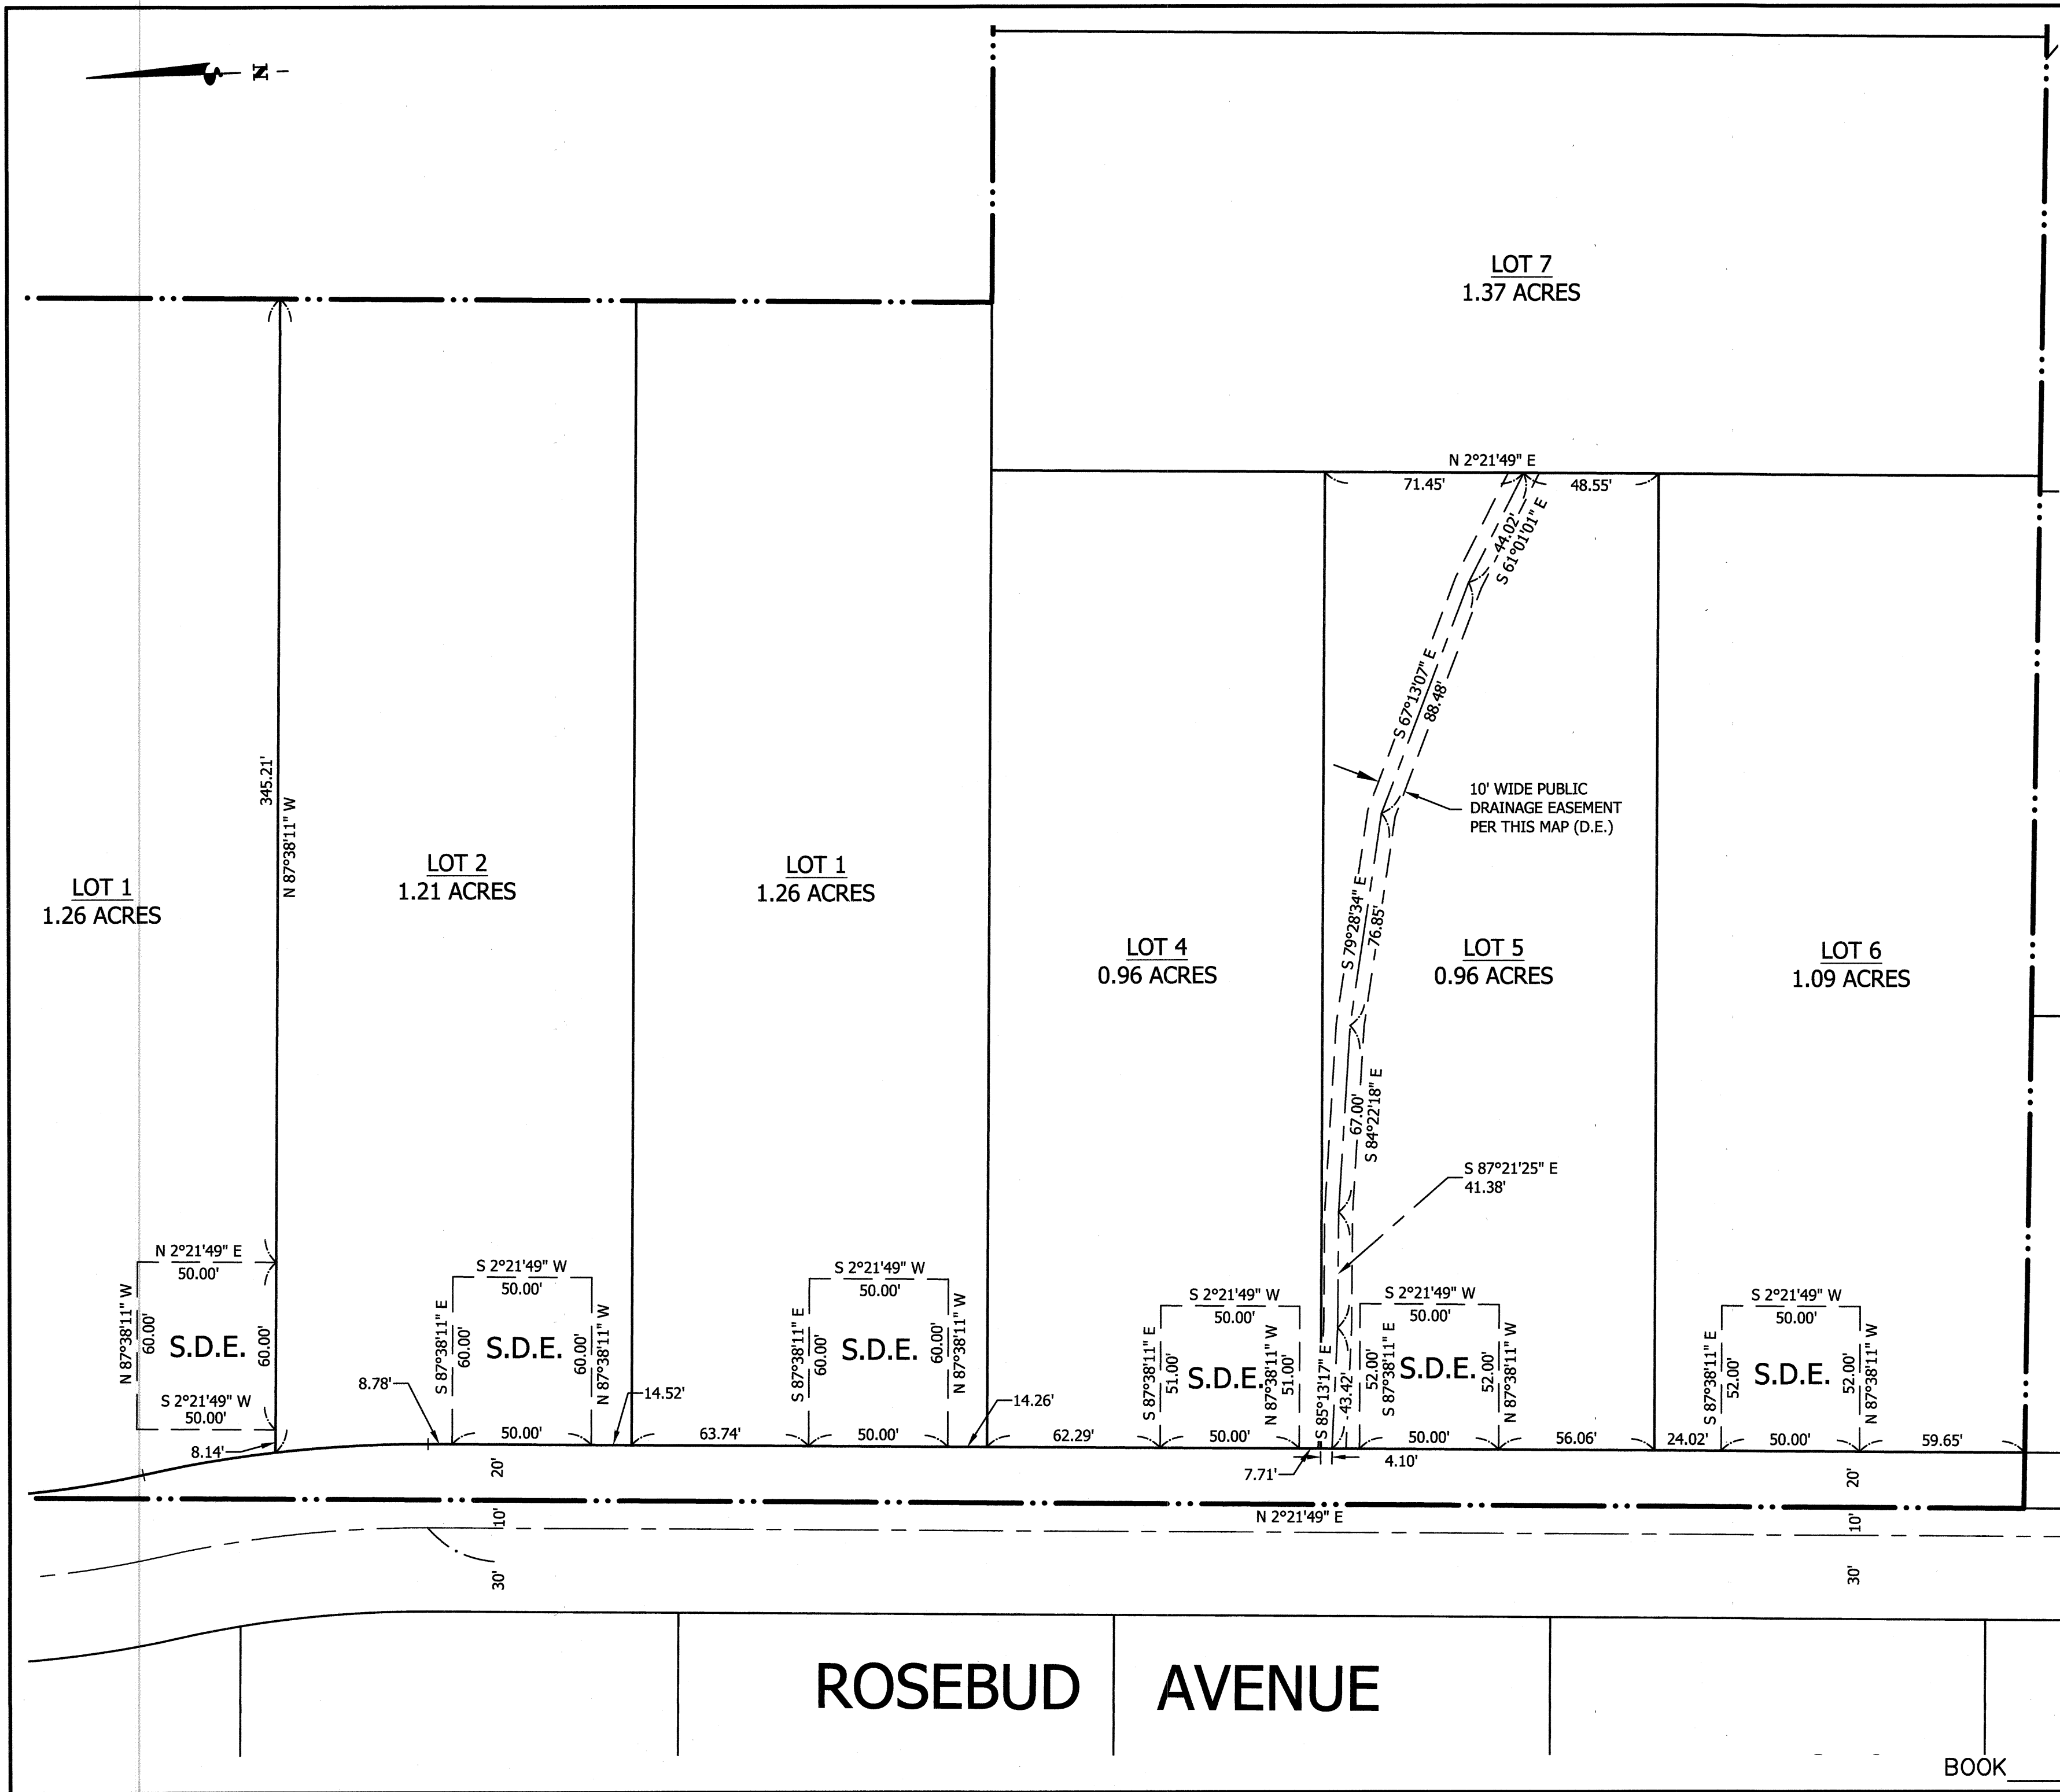 N
LOT 7
1.37 ACRES
N 2°21'49" E
71.45'
48.55'
44.02'
S 61°01'01" E
S 67°13'07" E
88.48'
345.21'
N 87°38'11" W
10' WIDE PUBLIC
DRAINAGE EASEMENT
PER THIS MAP (D.E.)
LOT 1
1.26 ACRES
LOT 2
1.21 ACRES
LOT 1
1.26 ACRES
S 79°28'34" E
76.85'
LOT 4
0.96 ACRES
LOT 5
0.96 ACRES
LOT 6
1.09 ACRES
67.00'
S 84°22'18" E
S 87°21'25" E
41.38'
N 2°21'49" E
50.00'
N 87°38'11" W
60.00'
S.D.E.
60.00'
S 2°21'49" W
50.00'
8.14'
S 2°21'49" W
50.00'
S 87°38'11" E
60.00'
S.D.E.
60.00'
N 87°38'11" W
8.78'
50.00'
14.52'
S 2°21'49" W
50.00'
S 87°38'11" E
60.00'
S.D.E.
60.00'
N 87°38'11" W
63.74'
50.00'
14.26'
S 2°21'49" W
50.00'
S 87°38'11" E
51.00'
S.D.E.
N 87°38'11" W
51.00'
62.29'
50.00'
7.71'
S 85°13'17" E
43.42'
4.10'
S 2°21'49" W
50.00'
52.00'
S 87°38'11" E
S.D.E.
52.00'
N 87°38'11" W
50.00'
56.06'
S 2°21'49" W
50.00'
S 87°38'11" E
52.00'
S.D.E.
52.00'
N 87°38'11" W
24.02'
50.00'
59.65'
20'
10'
30'
N 2°21'49" E
20'
10'
30'
ROSEBUD AVENUE
BOOK